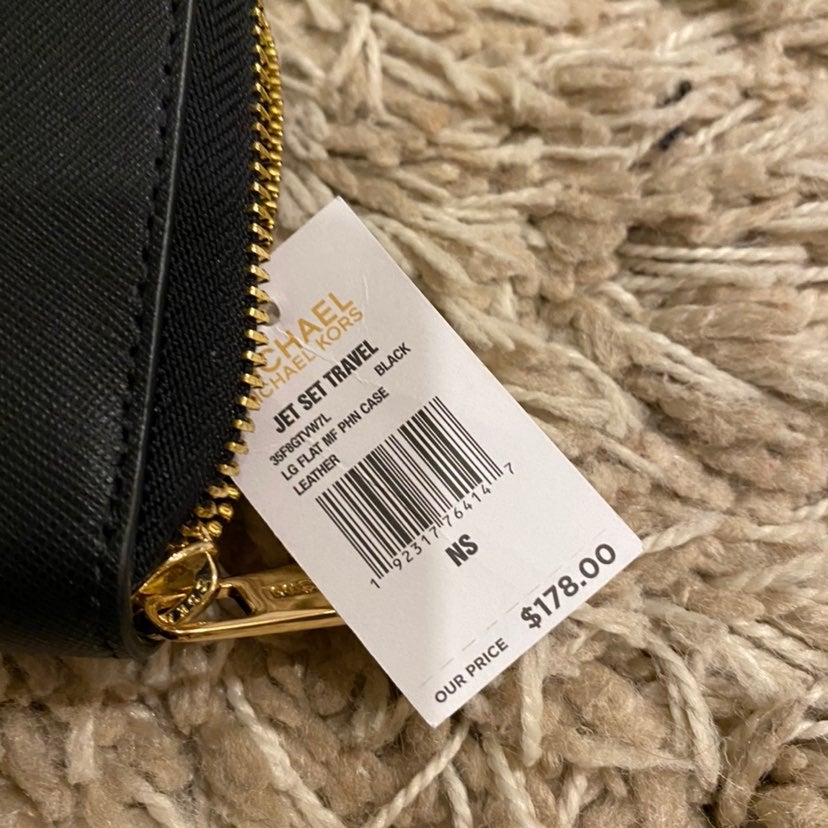 CHAEL
MICHAEL KORS
JET SET TRAVEL
35F8GTVW7L BLACK
LG FLAT MF PHN CASE
LEATHER
1 92317 76414 7
NS
OUR PRICE $178.00